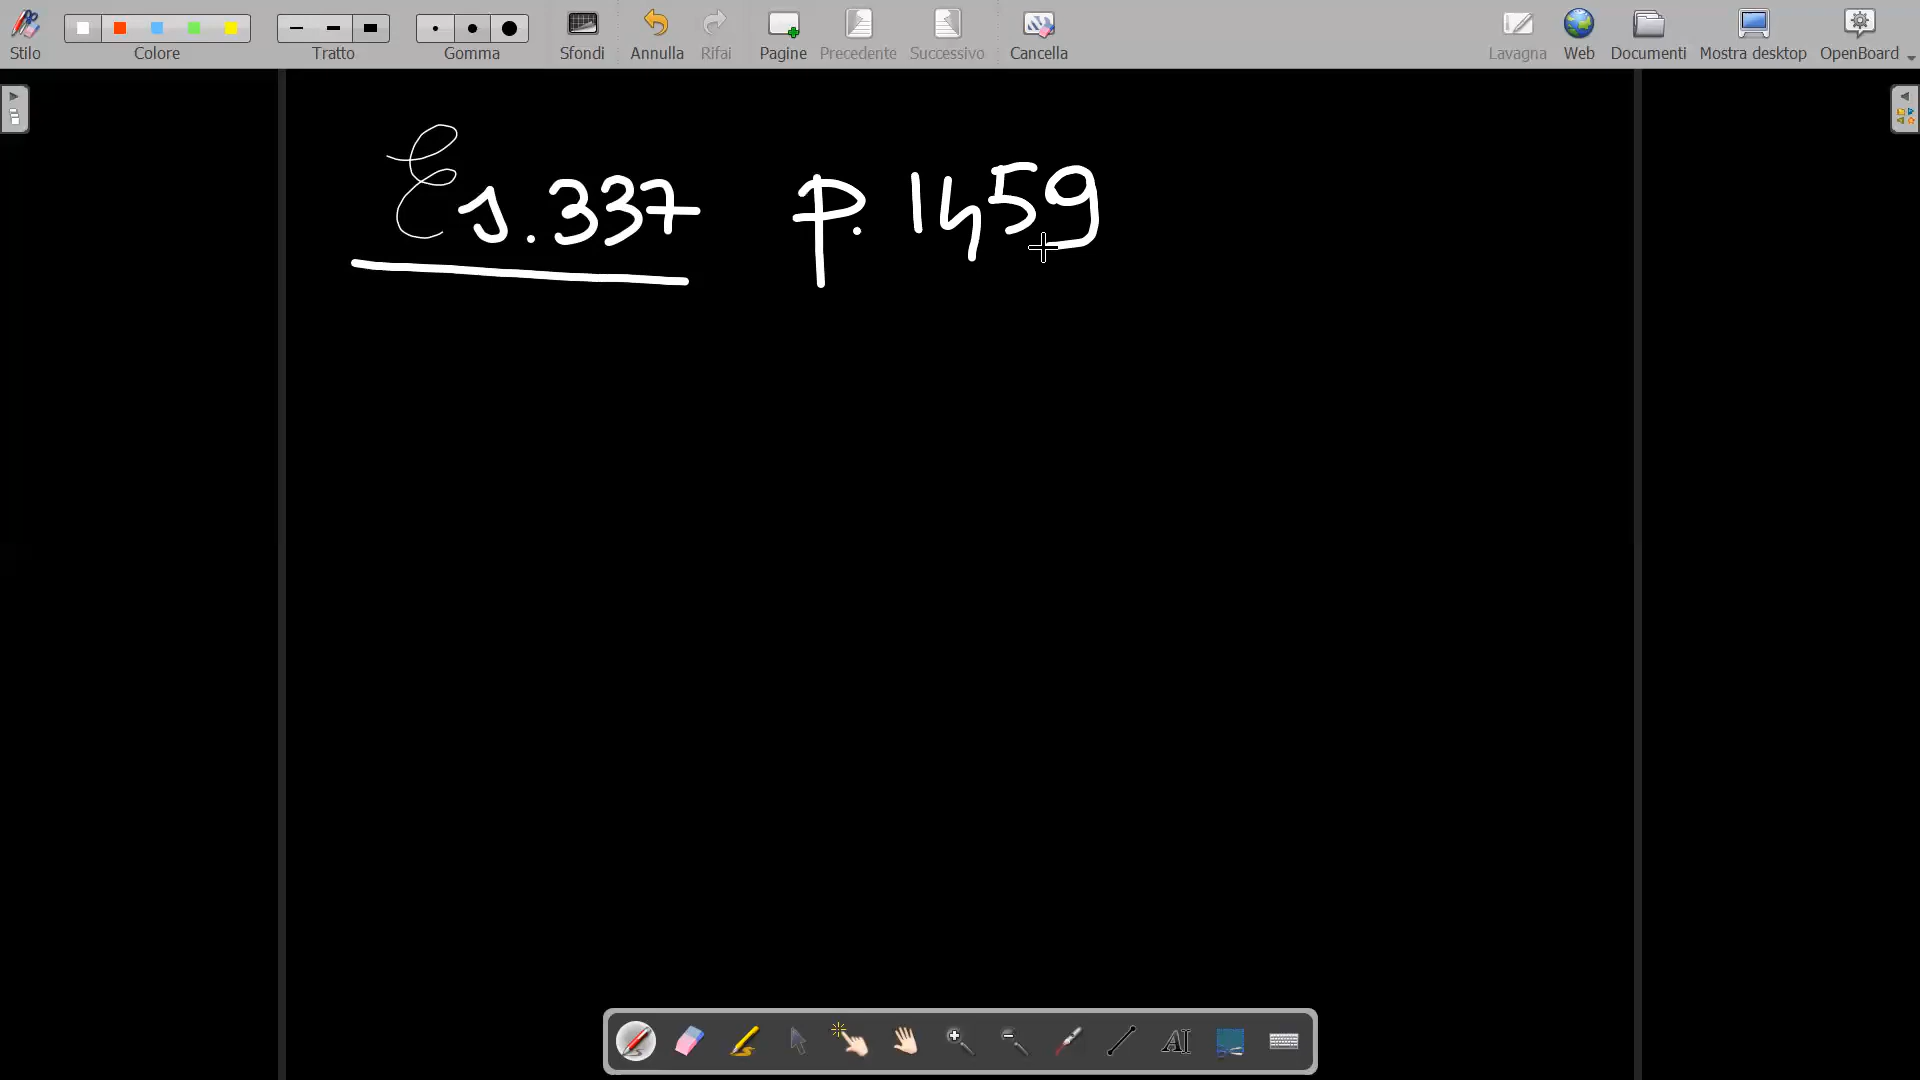 Stilo Colore Tratto Gomma Sfondi Annulla Rifai Pagine Precedente Successivo Cancella Lavagna Web Documenti Mostra desktop OpenBoard
Es. 337 p. 1459
AI